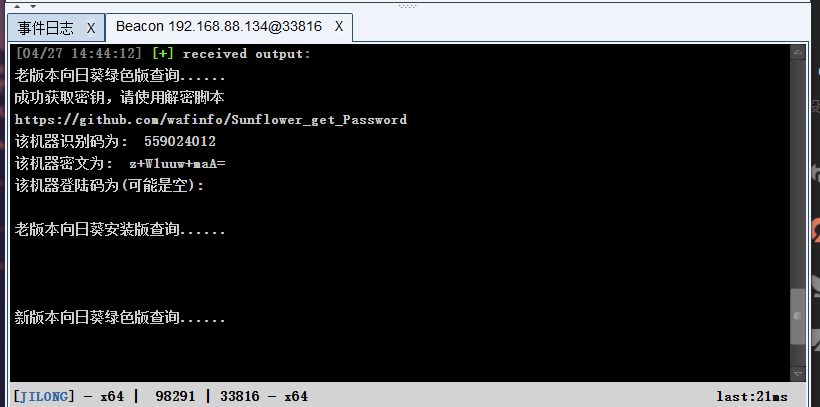 事件日志 X Beacon 192.168.88.134@33816 X
[04/27 14:44:12] [+] received output:
老版本向日葵绿色版查询......
成功获取密钥，请使用解密脚本
https://github.com/wafinfo/Sunflower_get_Password
该机器识别码为: 559024012
该机器密文为: z+W1uuw+maA=
该机器登陆码为(可能是空):
老版本向日葵安装版查询......
新版本向日葵绿色版查询......
[JILONG] - x64 | 98291 | 33816 - x64 last:21ms